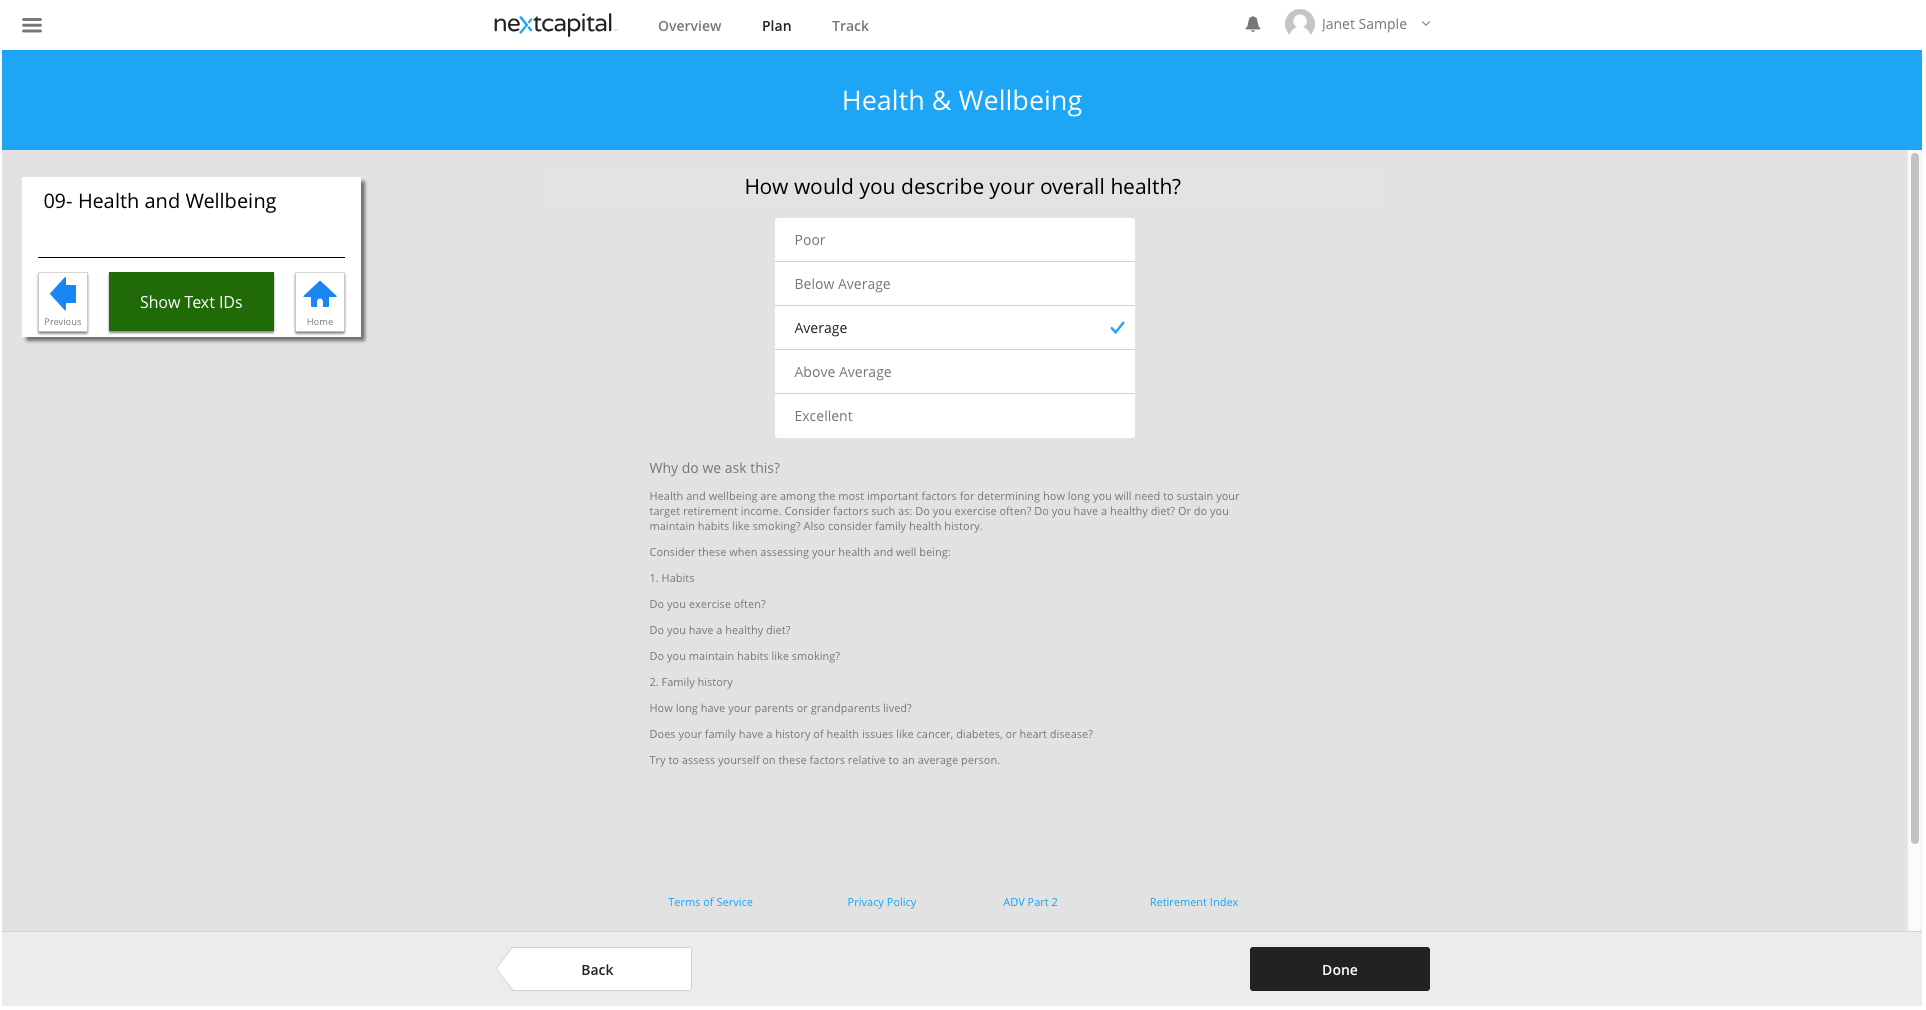 nextcapital
Overview
Plan
Track
Janet Sample
Health & Wellbeing
09- Health and Wellbeing
Previous
Show Text IDs
Home
How would you describe your overall health?
Poor
Below Average
Average
Above Average
Excellent
Why do we ask this?
Health and wellbeing are among the most important factors for determining how long you will need to sustain your
target retirement income. Consider factors such as: Do you exercise often? Do you have a healthy diet? Or do you
maintain habits like smoking? Also consider family health history.
Consider these when assessing your health and well being:
1. Habits
Do you exercise often?
Do you have a healthy diet?
Do you maintain habits like smoking?
2. Family history
How long have your parents or grandparents lived?
Does your family have a history of health issues like cancer, diabetes, or heart disease?
Try to assess yourself on these factors relative to an average person.
Terms of Service
Privacy Policy
ADV Part 2
Retirement Index
Back
Done